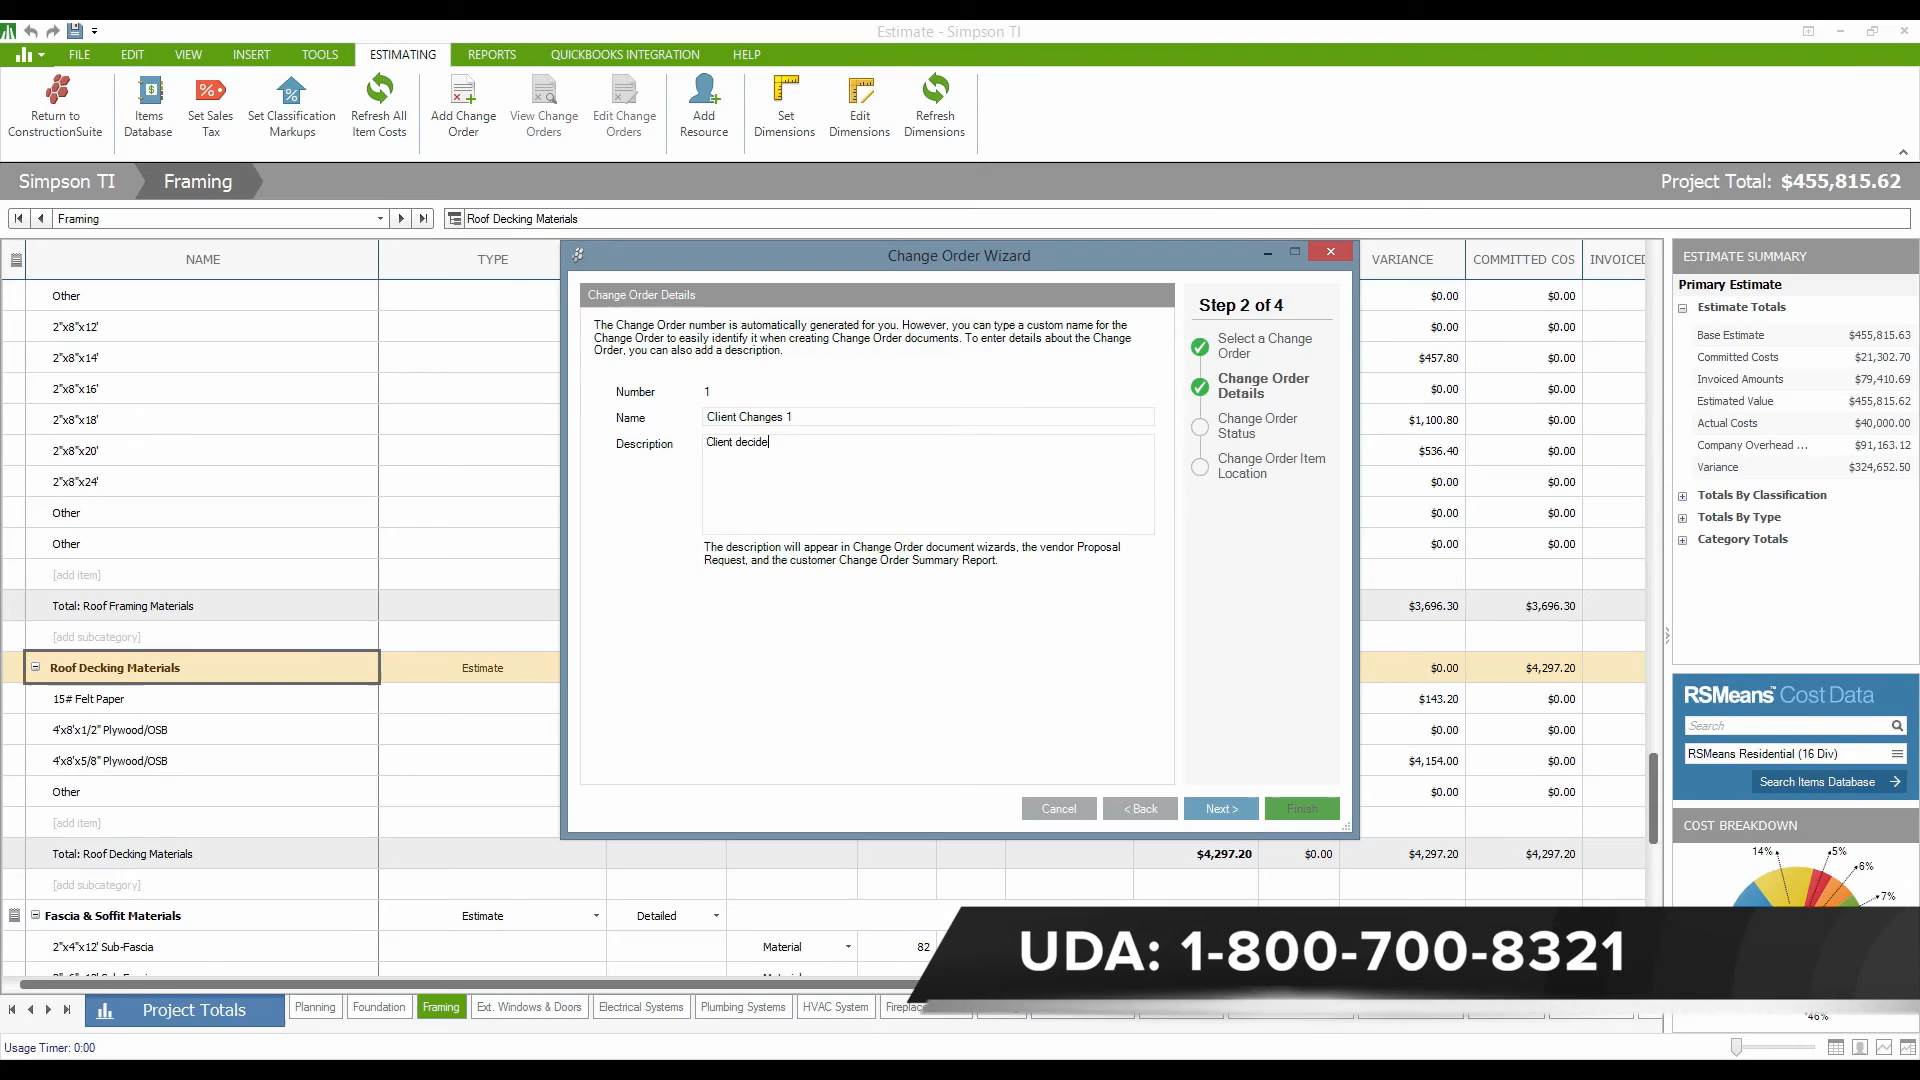 Estimate - Simpson TI
FILE EDIT VIEW INSERT TOOLS ESTIMATING REPORTS QUICKBOOKS INTEGRATION HELP
Return to ConstructionSuite
Items Database
Set Sales Tax
Set Classification Markups
Refresh All Item Costs
Add Change Order
View Change Orders
Edit Change Orders
Add Resource
Set Dimensions
Edit Dimensions
Refresh Dimensions
Simpson TI Framing Project Total: $455,815.62
Framing Roof Decking Materials
NAME TYPE VARIANCE COMMITTED COS INVOICED
Other $0.00 $0.00
2"x8"x12' $0.00 $0.00
2"x8"x14' $457.80 $0.00
2"x8"x16' $0.00 $0.00
2"x8"x18' $1,100.80 $0.00
2"x8"x20' $536.40 $0.00
2"x8"x24' $0.00 $0.00
Other $0.00 $0.00
Other $0.00 $0.00
[add item]
Total: Roof Framing Materials $3,696.30 $3,696.30
[add subcategory]
Roof Decking Materials Estimate $0.00 $4,297.20
15# Felt Paper $143.20 $0.00
4'x8'x1/2" Plywood/OSB $0.00 $0.00
4'x8'x5/8" Plywood/OSB $4,154.00 $0.00
Other $0.00 $0.00
[add item]
Total: Roof Decking Materials $4,297.20 $0.00 $4,297.20 $4,297.20
[add subcategory]
Fascia & Soffit Materials Estimate Detailed
2"x4"x12' Sub-Fascia Material 82
Change Order Wizard
Change Order Details
The Change Order number is automatically generated for you. However, you can type a custom name for the
Change Order to easily identify it when creating Change Order documents. To enter details about the Change
Order, you can also add a description.
Number 1
Name Client Changes 1
Description Client decide
The description will appear in Change Order document wizards, the vendor Proposal
Request, and the customer Change Order Summary Report.
Step 2 of 4
Select a Change
Order
Change Order
Details
Change Order
Status
Change Order Item
Location
Cancel < Back Next > Finish
ESTIMATE SUMMARY
Primary Estimate
Estimate Totals
Base Estimate $455,815.63
Committed Costs $21,302.70
Invoiced Amounts $79,410.69
Estimated Value $455,815.62
Actual Costs $40,000.00
Company Overhead ... $91,163.12
Variance $324,652.50
Totals By Classification
Totals By Type
Category Totals
RSMeans™ Cost Data
Search
RSMeans Residential (16 Div)
Search Items Database
COST BREAKDOWN
14% 5%
6%
7%
46%
UDA: 1-800-700-8321
Project Totals Planning Foundation Framing Ext. Windows & Doors Electrical Systems Plumbing Systems HVAC System Fireplac
Usage Timer: 0:00